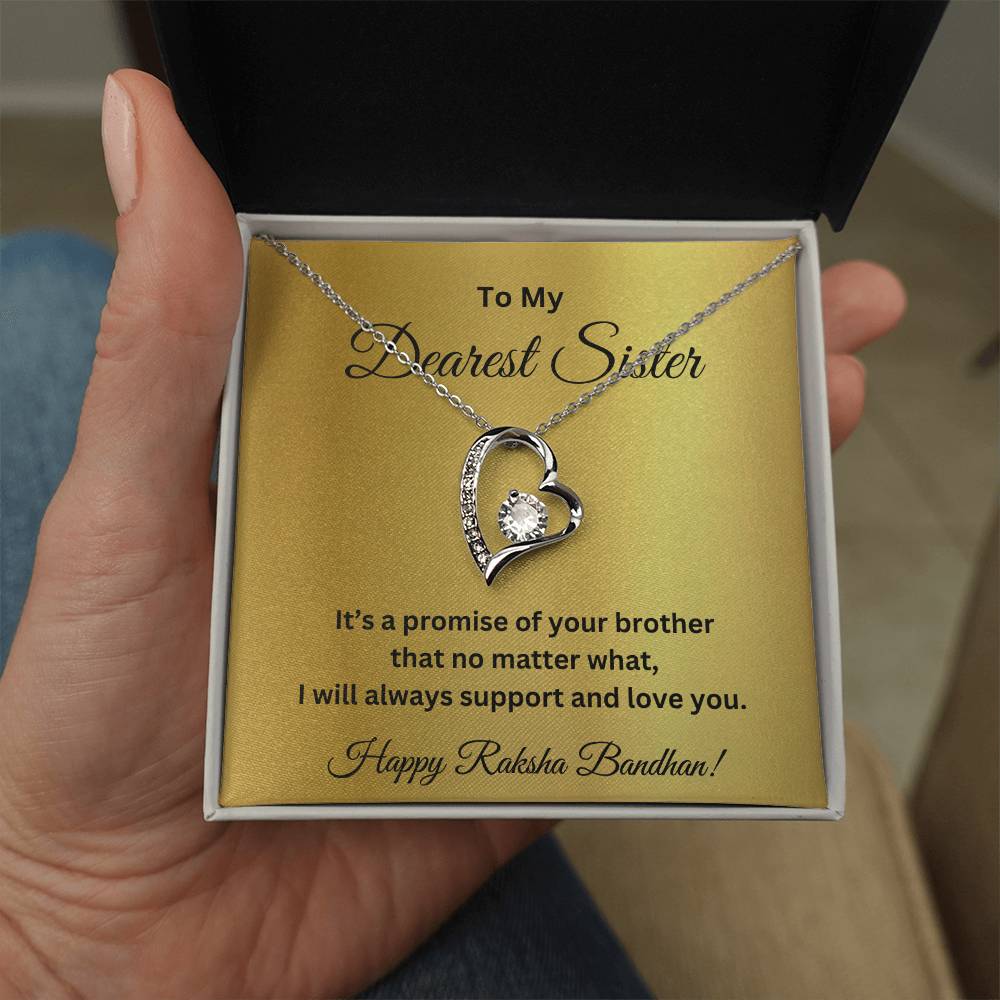 To My
Dearest Sister
It’s a promise of your brother
that no matter what,
I will always support and love you.
Happy Raksha Bandhan!